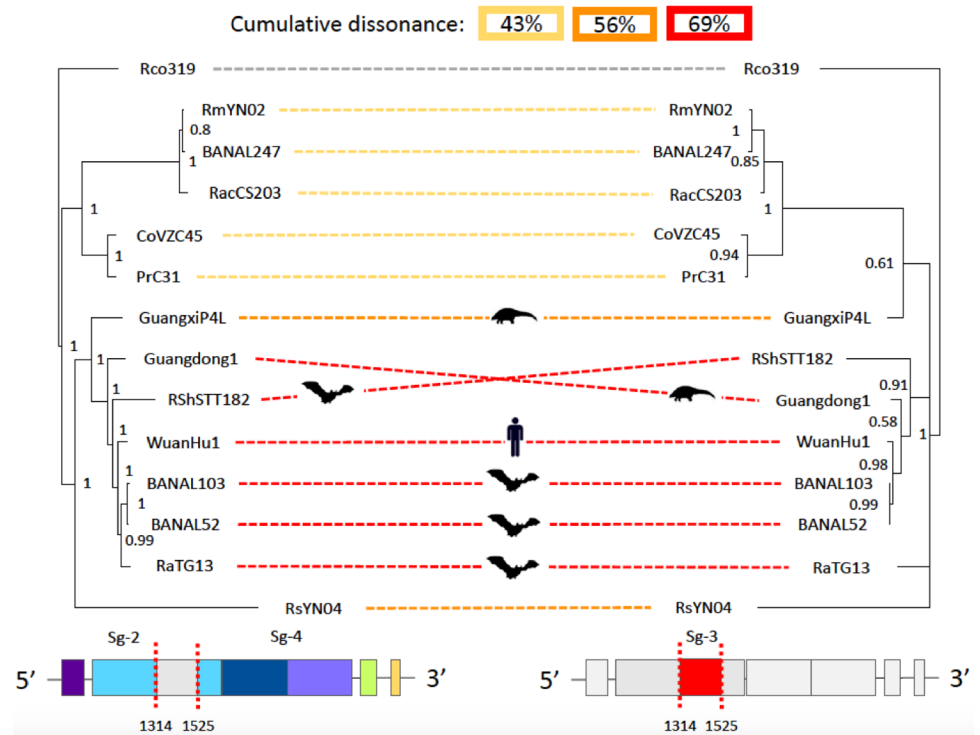 Cumulative dissonance: 43% 56% 69%
Rco319 Rco319
RmYN02 RmYN02
0.8 1
BANAL247 BANAL247
1 0.85
RacCS203 RacCS203
1 1
CoVZC45 CoVZC45
1 0.94
0.61
PrC31 PrC31
GuangxiP4L GuangxiP4L
1
1 Guangdong1 RShSTT182
1 0.91
RShSTT182 Guangdong1
0.58
1 WuanHu1 WuanHu1
1
1 0.98
1 BANAL103 BANAL103
1 0.99
BANAL52 BANAL52
0.99
RaTG13 RaTG13
RsYN04 RsYN04
Sg-2 Sg-4 Sg-3
5’ 3’ 5’ 3’
1314 1525 1314 1525